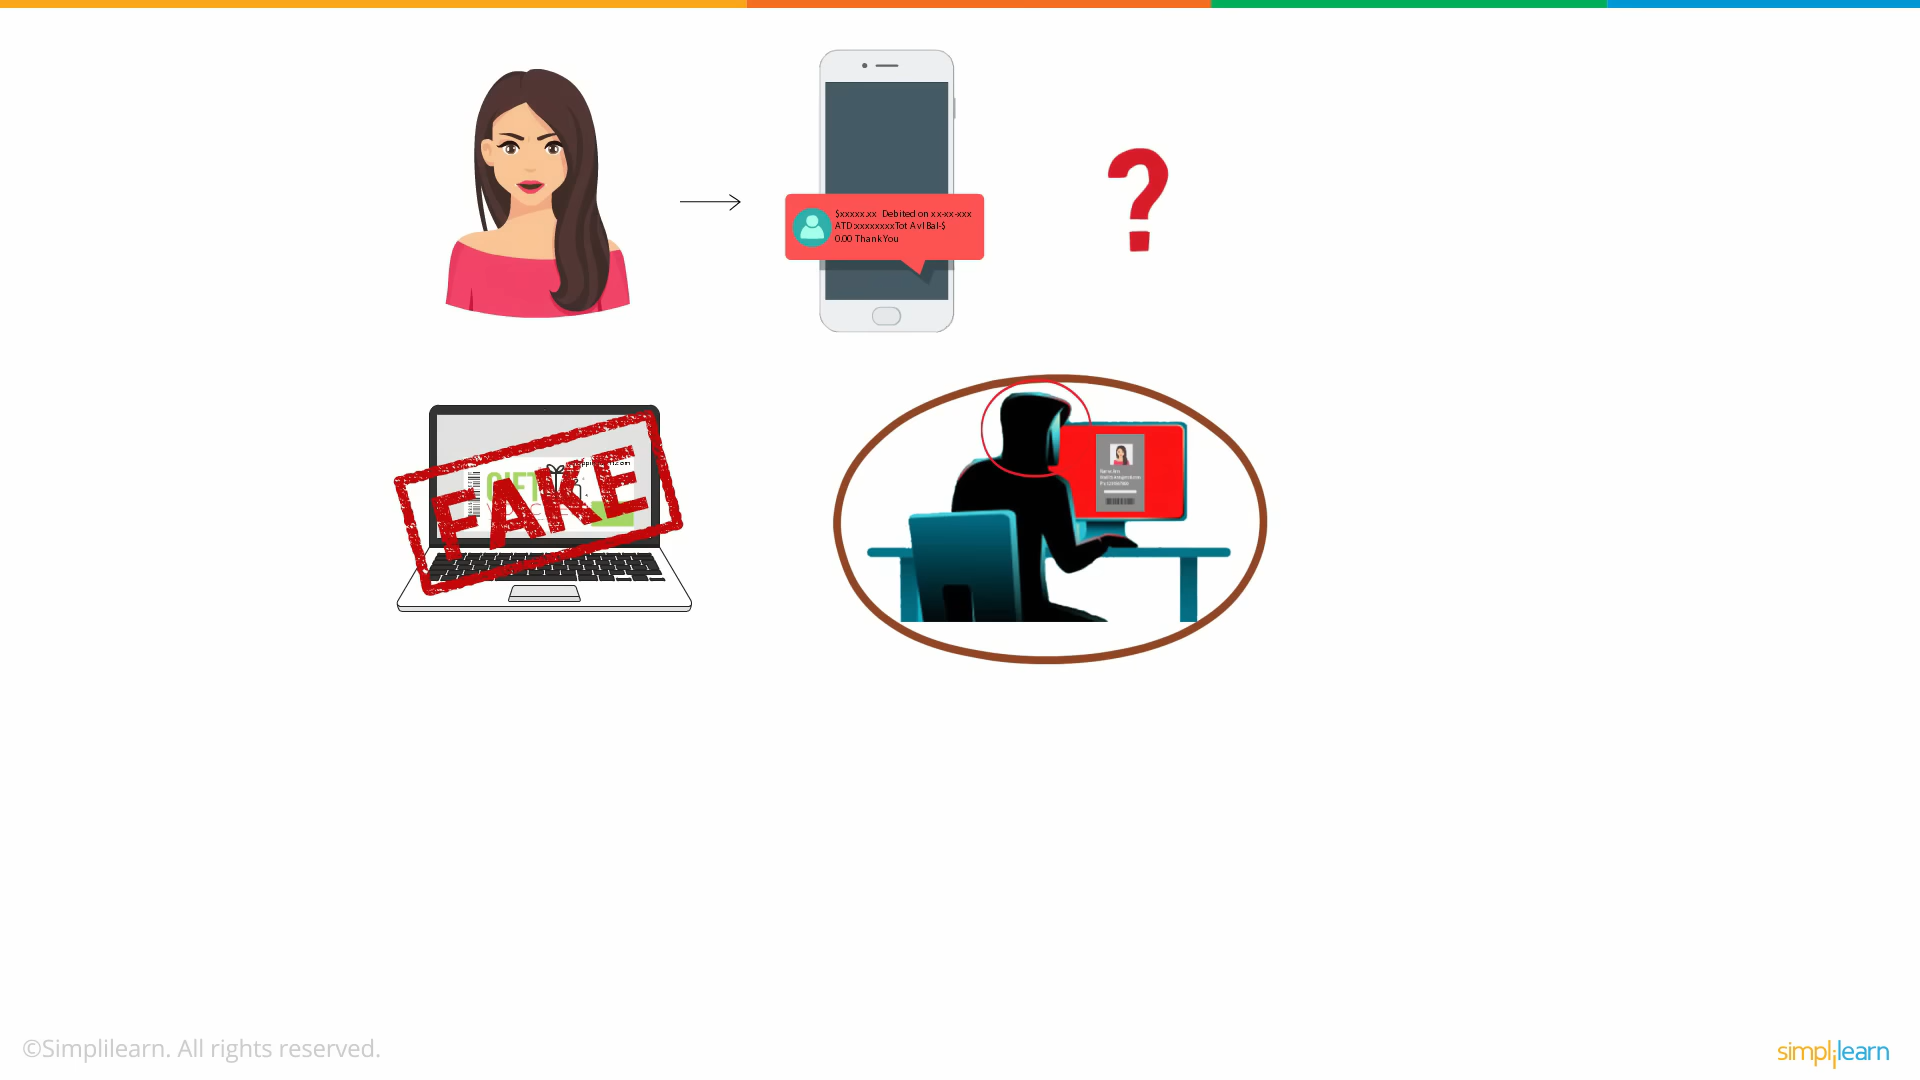 $xxxxx.xx Debited on xx-xx-xxx
ATD:xxxxxxxxTot Avl Bal-$
0.00 Thank You
GIFT
FAKE
©Simplilearn. All rights reserved.
simplilearn